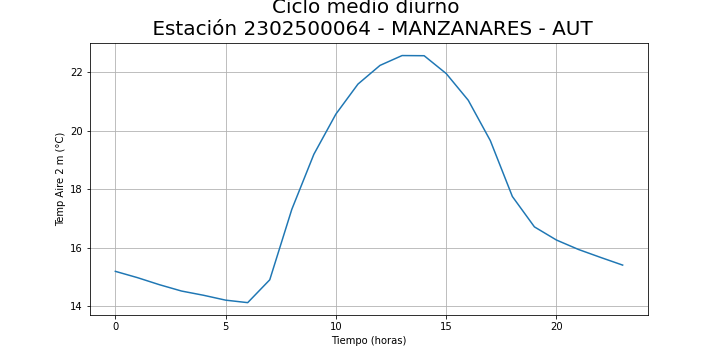 Ciclo medio diurno
Estación 2302500064 - MANZANARES - AUT
Temp Aire 2 m (°C)
22
20
18
16
14
0 5 10 15 20
Tiempo (horas)